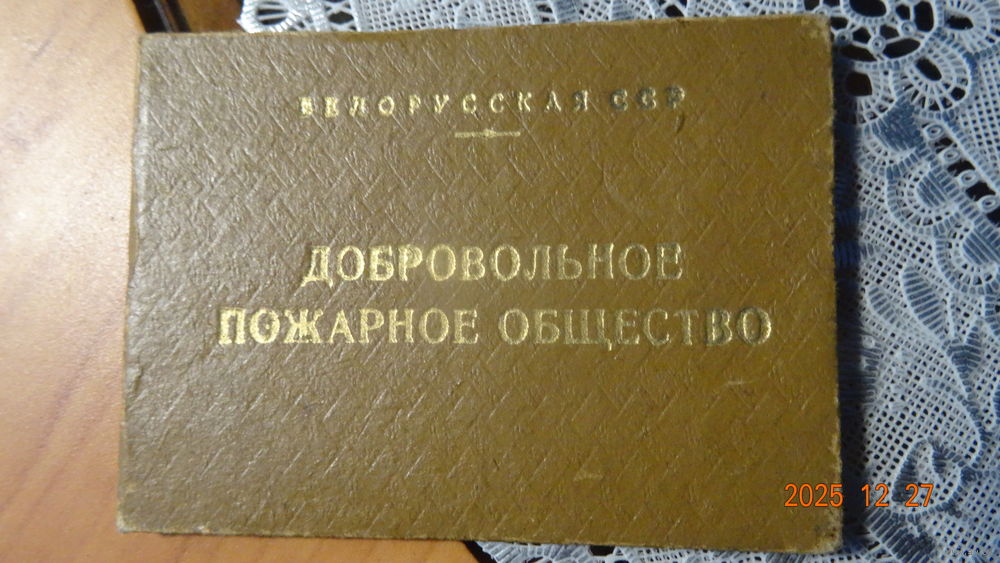 БЕЛОРУССКАЯ ССР
ДОБРОВОЛЬНОЕ
ПОЖАРНОЕ ОБЩЕСТВО
2025 12 27